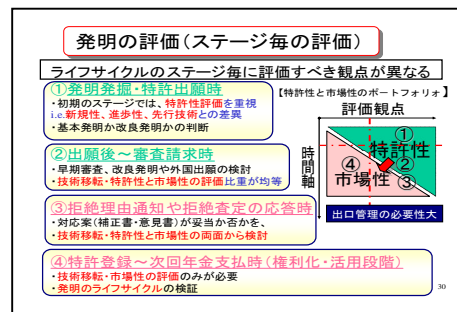 発明の評価(ステージ毎の評価)
ライフサイクルのステージ毎に評価すべき観点が異なる
①発明発掘・特許出願時
・初期のステージでは、特許性評価を重視
i.e.新規性、進歩性、先行技術との差異
・基本発明か改良発明かの判断
②出願後～審査請求時
・早期審査、改良発明や外国出願の検討
・技術移転・特許性と市場性の評価比重が均等
③拒絶理由通知や拒絶査定の応答時
・対応案(補正書・意見書)が妥当か否かを、
技術移転・特許性と市場性の両面から検討
④特許登録～次回年金支払時(権利化・活用段階)
・技術移転・市場性の評価のみが必要
・発明のライフサイクルの検証
【特許性と市場性のポートフォリオ】
評価観点
時間軸
①
特許性
②
④
市場性
③
出口管理の必要性大
30